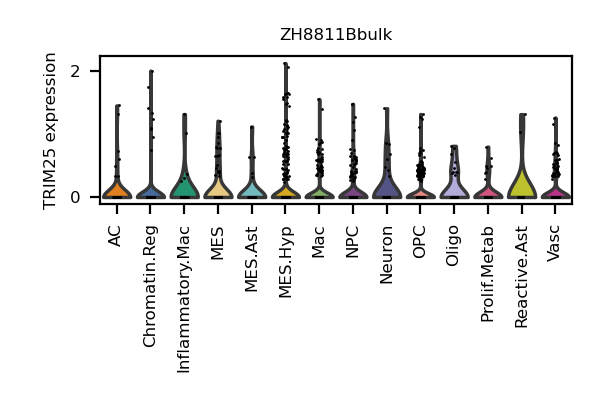 ZH8811Bbulk
TRIM25 expression
2
0
AC
Chromatin.Reg
Inflammatory.Mac
MES
MES.Ast
MES.Hyp
Mac
NPC
Neuron
OPC
Oligo
Prolif.Metab
Reactive.Ast
Vasc